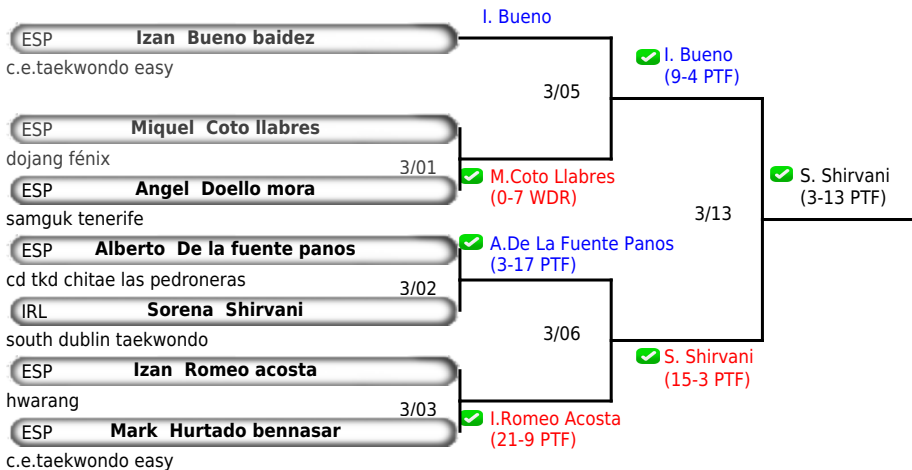 I. Bueno
ESP Izan Bueno baidez
c.e.taekwondo easy
I. Bueno
(9-4 PTF)
3/05
ESP Miquel Coto llabres
dojang fénix
3/01
ESP Angel Doello mora
samguk tenerife
M.Coto Llabres
(0-7 WDR)
S. Shirvani
(3-13 PTF)
3/13
ESP Alberto De la fuente panos
cd tkd chitae las pedroneras
A.De La Fuente Panos
(3-17 PTF)
3/02
IRL Sorena Shirvani
south dublin taekwondo
3/06
S. Shirvani
(15-3 PTF)
ESP Izan Romeo acosta
hwarang
3/03
ESP Mark Hurtado bennasar
c.e.taekwondo easy
I.Romeo Acosta
(21-9 PTF)